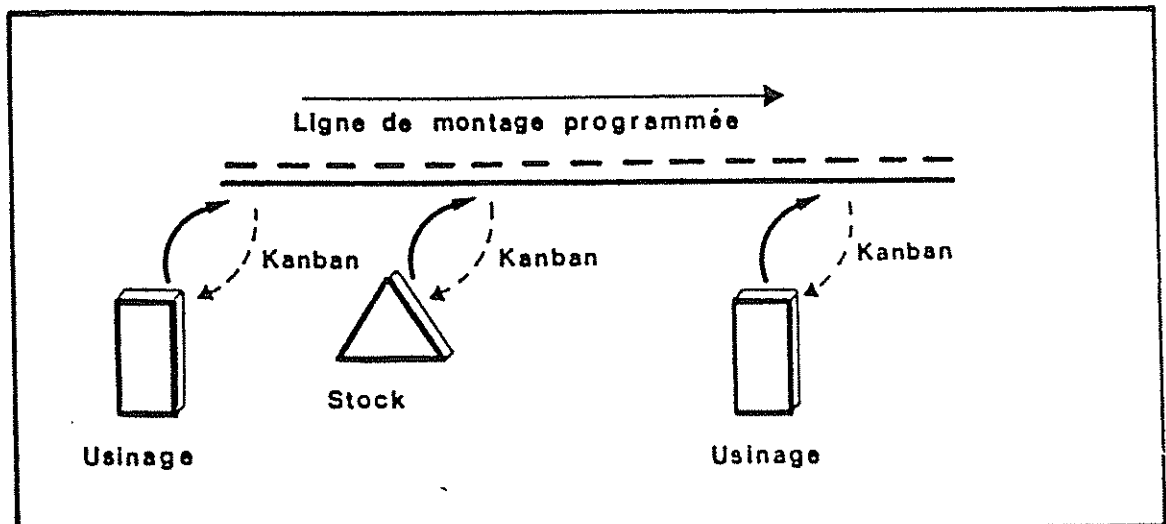 Ligne de montage programmée
Kanban
Kanban
Kanban
Stock
Usinage
Usinage